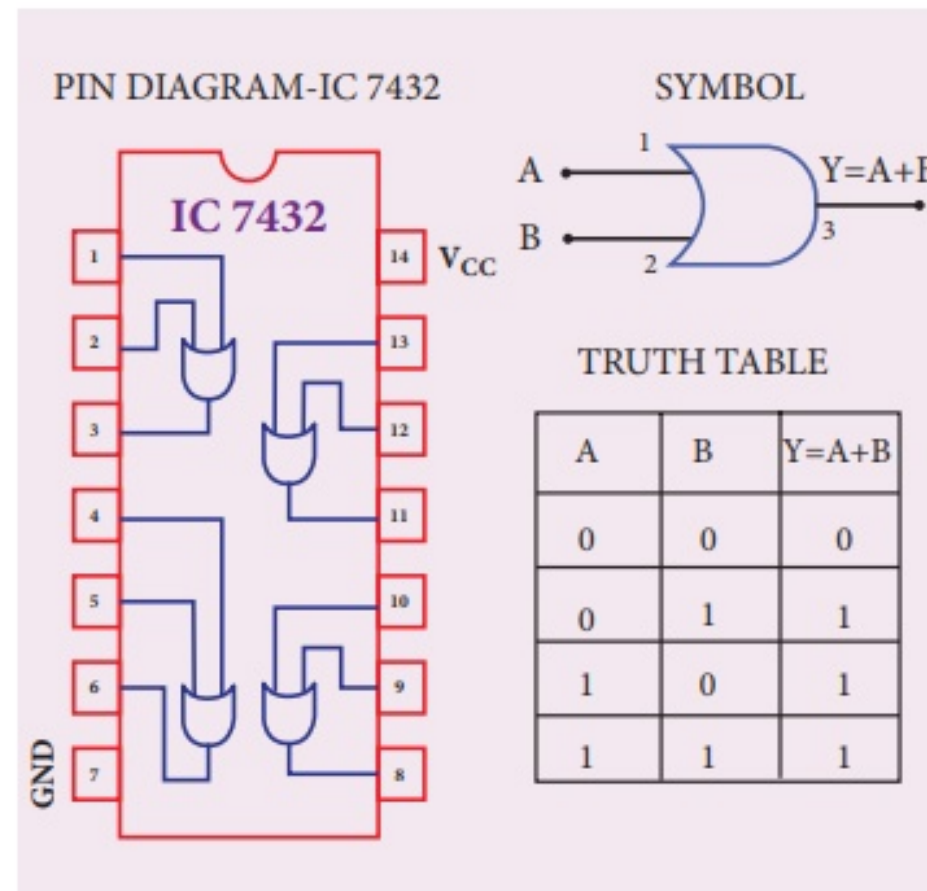 PIN DIAGRAM-IC 7432
IC 7432
1
2
3
4
5
6
7
GND
14 VCC
13
12
11
10
9
8
SYMBOL
A
1
B
2
Y=A+B
3
TRUTH TABLE
A B Y=A+B
0 0 0
0 1 1
1 0 1
1 1 1